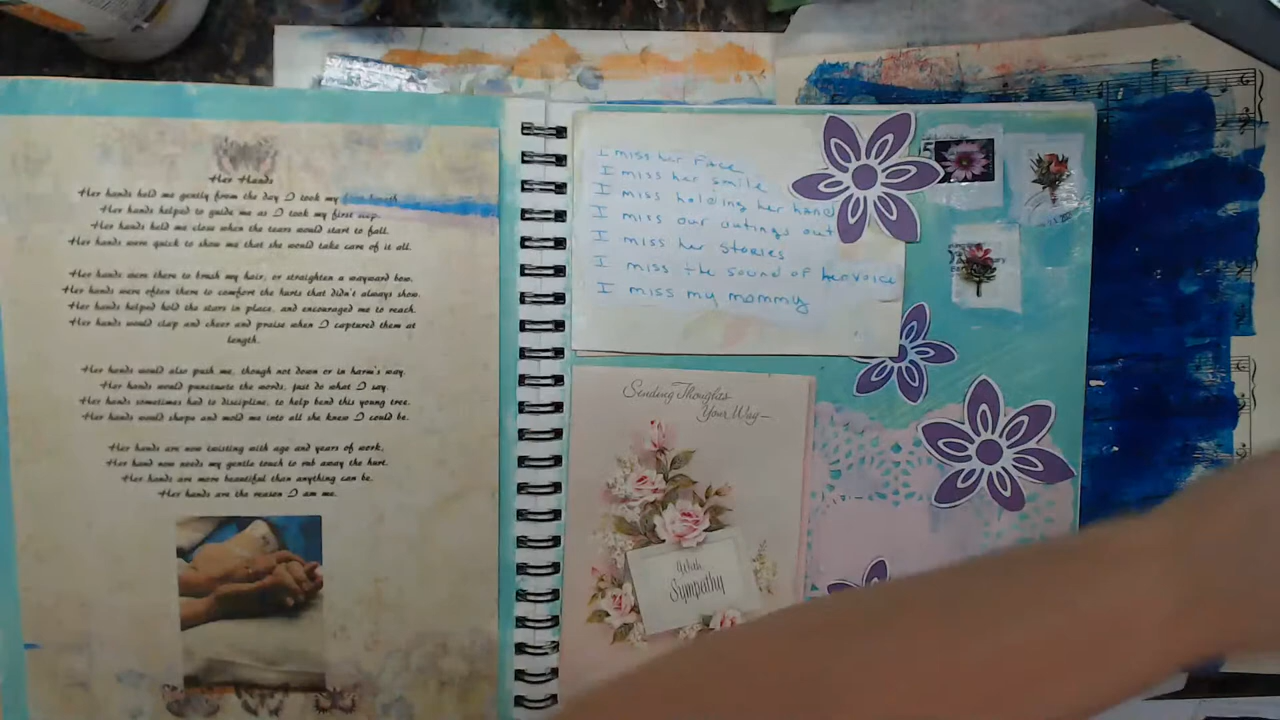 Her Hands
Her hands held me gently from the day I took my
Her hands helped to guide me as I took my first step.
Her hands held me close when the tears would start to fall.
Her hands were quick to show me that she would take care of it all.
Her hands were there to brush my hair, or straighten a wayward bow.
Her hands were often there to comfort the hurts that didn't always show.
Her hands helped hold the stars in place, and encouraged me to reach.
Her hands would clap and cheer and praise when I captured them at
length.
Her hands would also push me, though not down or in harm's way.
Her hands would punctuate the words, just do what I say.
Her hands sometimes had to discipline, to help bend this young tree.
Her hands would shape and mold me into all she knew I could be.
Her hands are now twisting with age and years of work,
Her hand now needs my gentle touch to rub away the hurt.
Her hands are more beautiful than anything can be.
Her hands are the reason I am me.
I miss her Face
I miss her smile
I miss holding her hand
I miss our outings out
I miss her stories
I miss the sound of her voice
I miss my mommy
Sending Thoughts
Your Way—
With
Sympathy